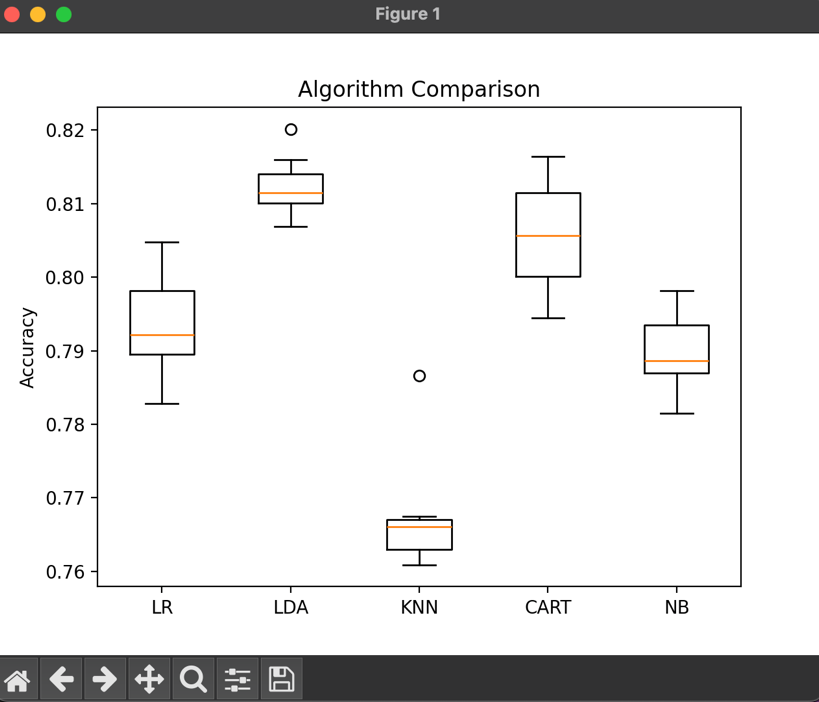 Figure 1
Algorithm Comparison
Accuracy
0.82
0.81
0.80
0.79
0.78
0.77
0.76
LR LDA KNN CART NB